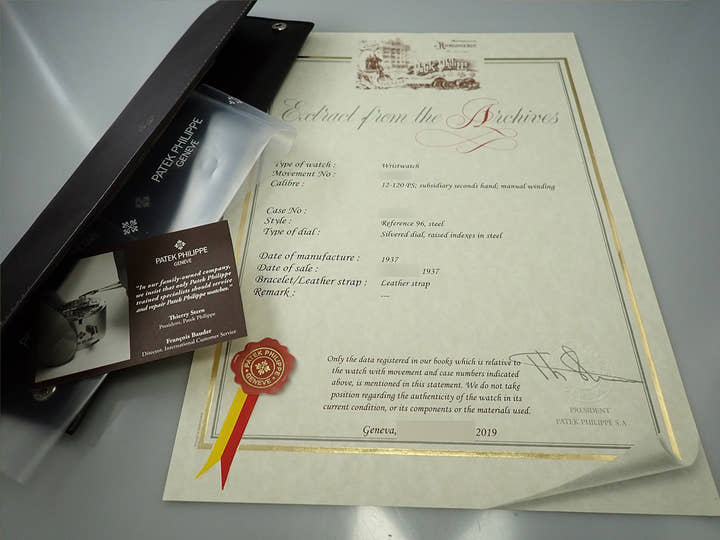 Extract from the Archives
Type of watch : Wristwatch
Movement No :
Calibre : 12-120 PS; subsidiary seconds hand; manual winding
Case No :
Style : Reference 96, steel
Type of dial : Silvered dial, raised indexes in steel
Date of manufacture : 1937
Date of sale : 1937
Bracelet/Leather strap : Leather strap
Remark : ---
Only the data registered in our books which is relative to
the watch with movement and case numbers indicated
above, is mentioned in this statement. We do not take
position regarding the authenticity of the watch in its
current condition, or its components or the materials used.
Geneva, 2019
PRESIDENT
PATEK PHILIPPE S.A.
PATEK PHILIPPE
GENEVE
PATEK PHILIPPE
GENEVE
"In our family-owned company,
we insist that only Patek Philippe
trained specialists should service
and repair Patek Philippe watches."
Thierry Stern
President, Patek Philippe
François Bauder
Director, International Customer Service
PATEK PHILIPPE
GENEVE